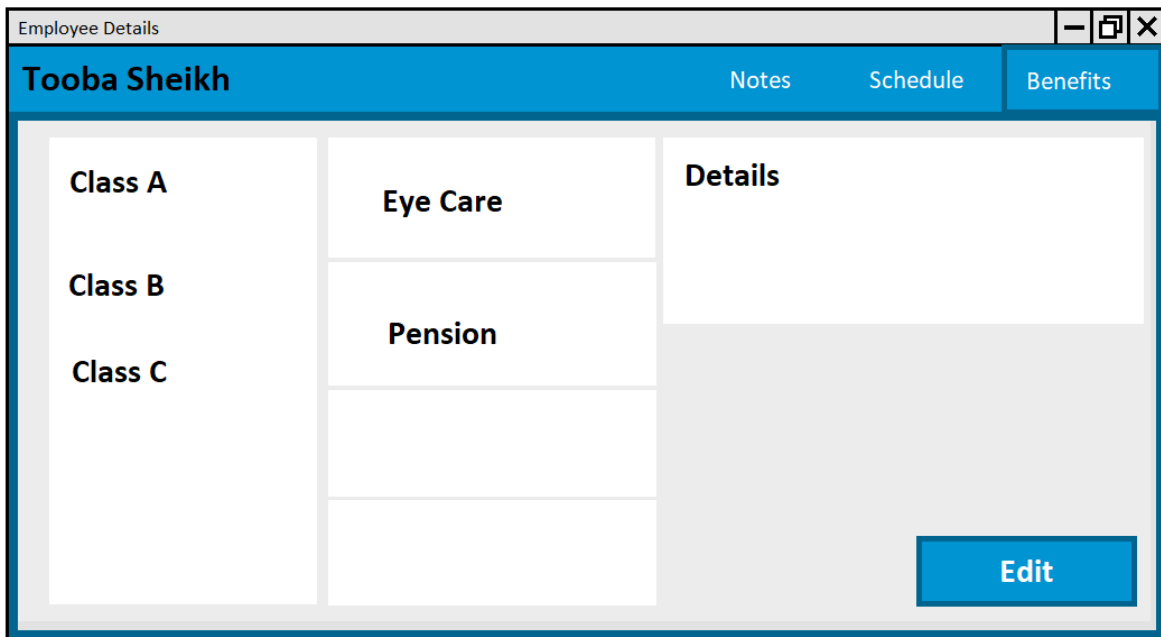 Employee Details
Tooba Sheikh
Notes
Schedule
Benefits
Class A
Class B
Class C
Eye Care
Pension
Details
Edit